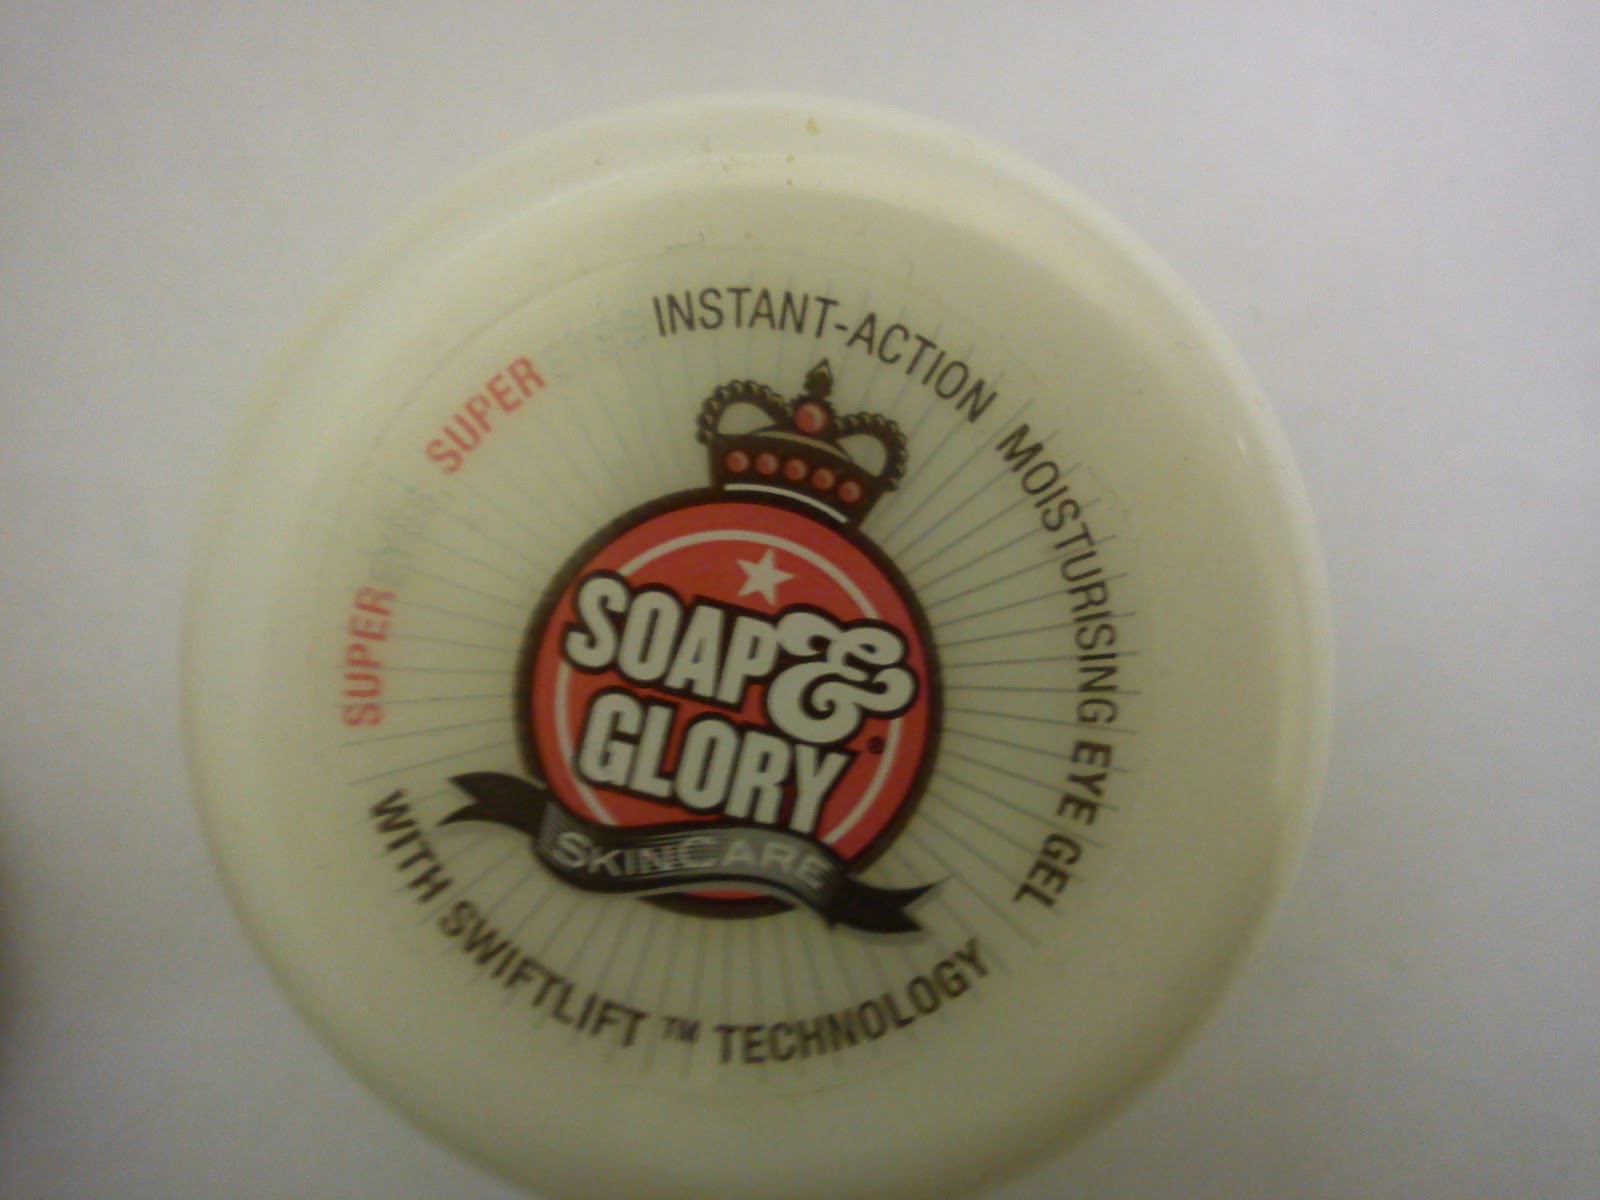 SUPER SUPER INSTANT-ACTION MOISTURISING EYE GEL
WITH SWIFTLIFT ™ TECHNOLOGY
SOAP &
GLORY®
SKINCARE